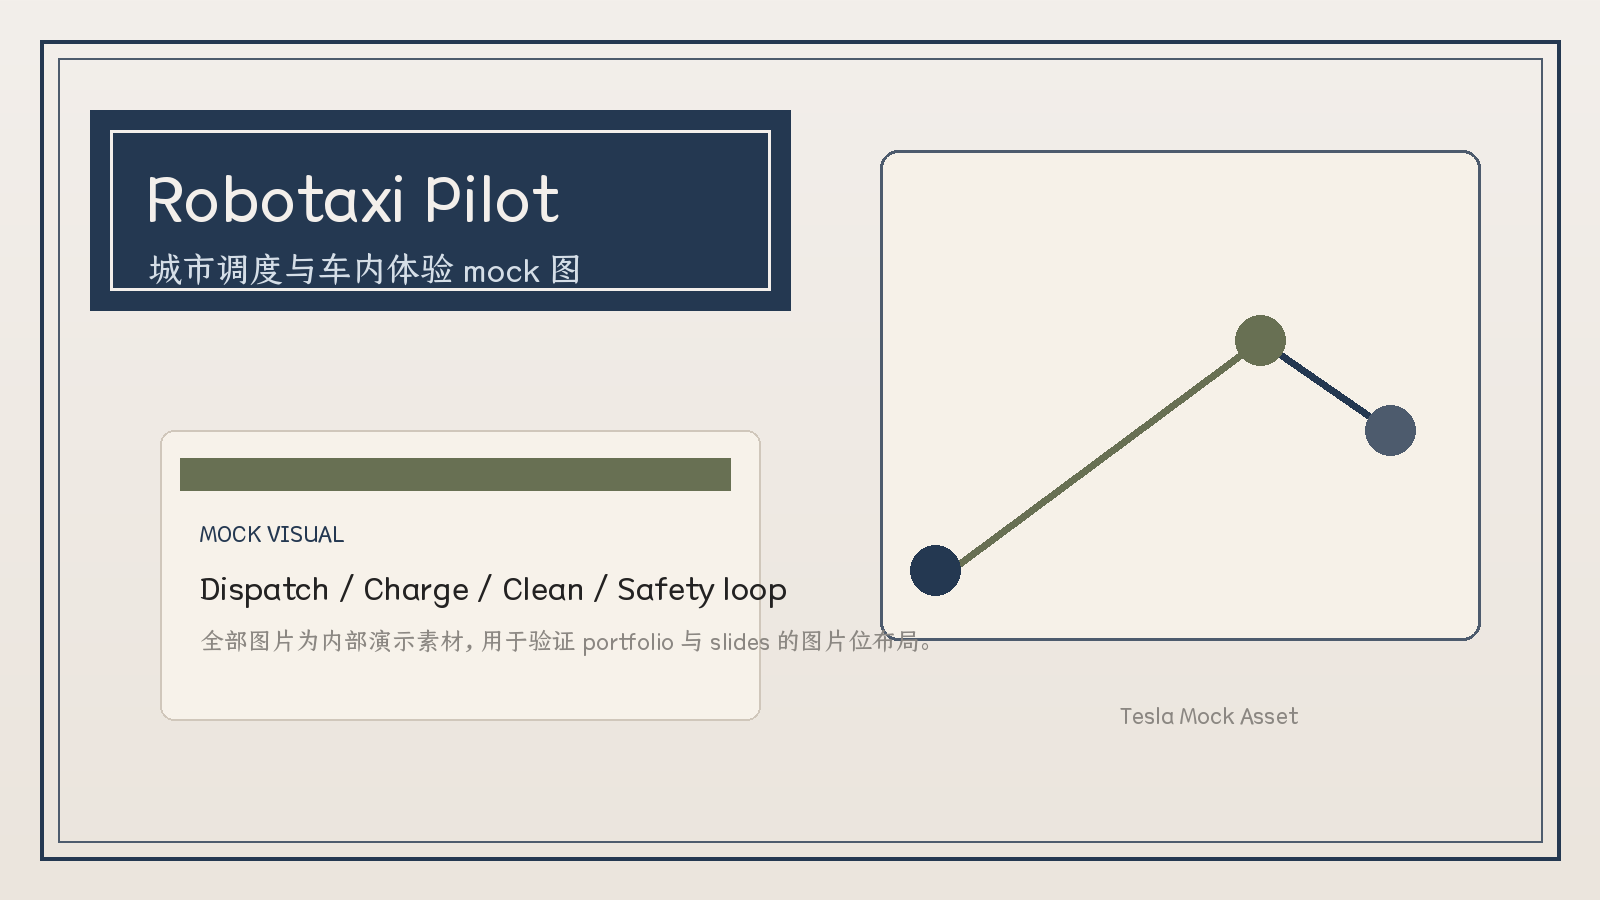 Robotaxi Pilot
城市调度与车内体验 mock 图
MOCK VISUAL
Dispatch / Charge / Clean / Safety loop
全部图片为内部演示素材，用于验证 portfolio 与 slides 的图片位布局。
Tesla Mock Asset